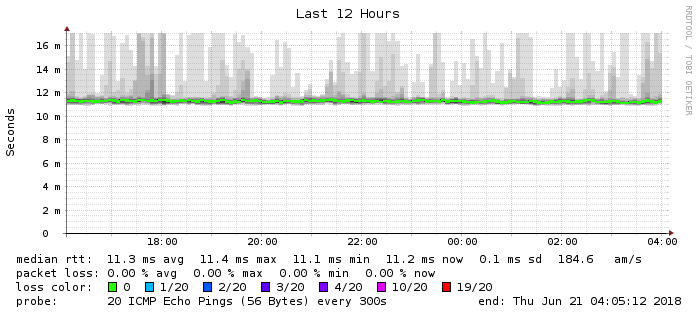 Last 12 Hours
RRDTOOL / TOBI OETIKER
Seconds
16 m
14 m
12 m
10 m
8 m
6 m
4 m
2 m
0
18:00 20:00 22:00 00:00 02:00 04:00
median rtt: 11.3 ms avg 11.4 ms max 11.1 ms min 11.2 ms now 0.1 ms sd 184.6 am/s
packet loss: 0.00 % avg 0.00 % max 0.00 % min 0.00 % now
loss color: 0 1/20 2/20 3/20 4/20 10/20 19/20
probe: 20 ICMP Echo Pings (56 Bytes) every 300s end: Thu Jun 21 04:05:12 2018